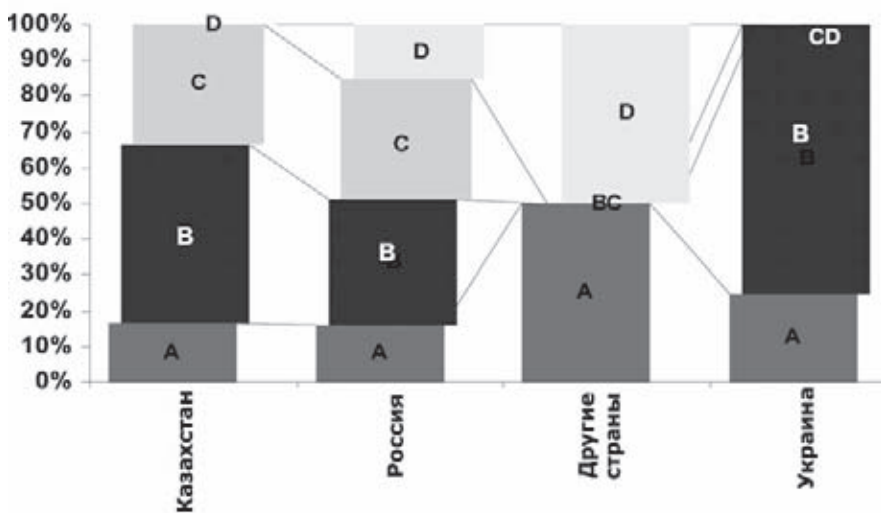 100%
90%
80%
70%
60%
50%
40%
30%
20%
10%
0%
D
C
B
A
D
C
B
A
D
BC
A
CD
B
A
Казахстан
Россия
Другие
страны
Украина